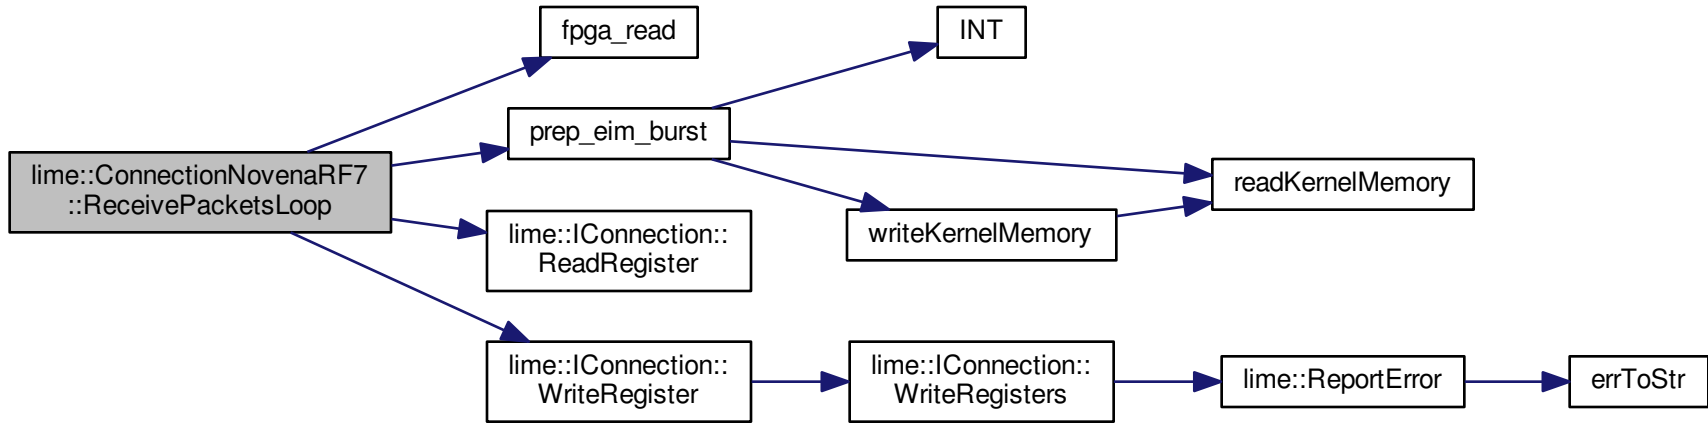 fpga_read
INT
prep_eim_burst
lime::ConnectionNovenaRF7
::ReceivePacketsLoop
readKernelMemory
writeKernelMemory
lime::IConnection::
ReadRegister
lime::IConnection::
WriteRegister
lime::IConnection::
WriteRegisters
lime::ReportError
errToStr